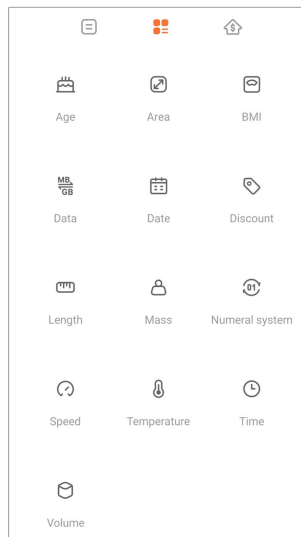 Age Area BMI
MB
GB
Data Date Discount
01
Length Mass Numeral system
Speed Temperature Time
Volume